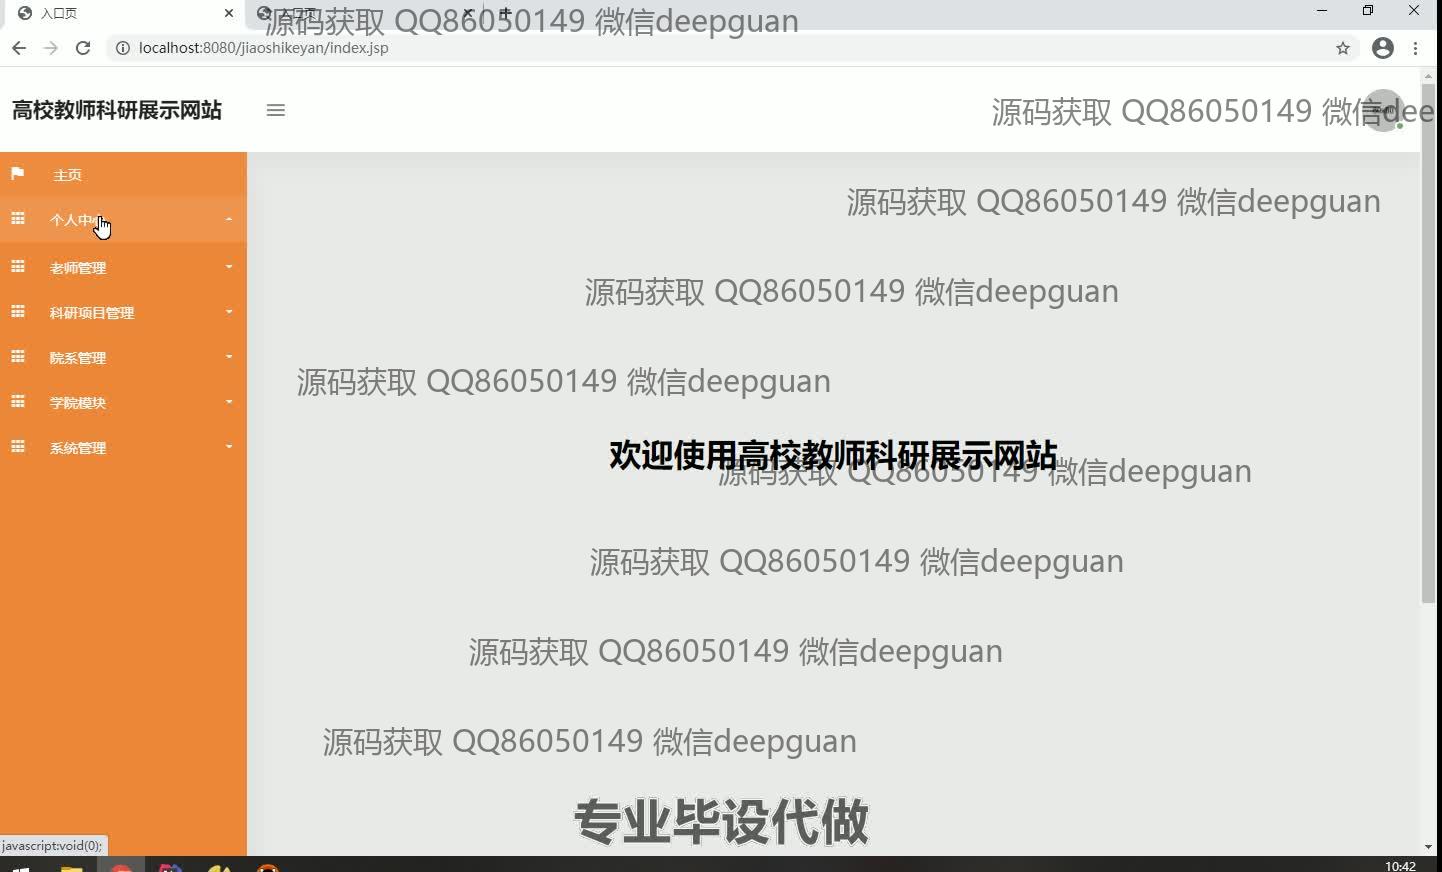 入口页
入口页
源码获取 QQ86050149 微信deepguan
localhost:8080/jiaoshikeyan/index.jsp
高校教师科研展示网站
源码获取 QQ86050149 微信dee
主页
源码获取 QQ86050149 微信deepguan
个人中心
老师管理
源码获取 QQ86050149 微信deepguan
科研项目管理
院系管理
源码获取 QQ86050149 微信deepguan
学院模块
系统管理
欢迎使用高校教师科研展示网站
源码获取 QQ86050149 微信deepguan
源码获取 QQ86050149 微信deepguan
源码获取 QQ86050149 微信deepguan
源码获取 QQ86050149 微信deepguan
专业毕设代做
javascript:void(0);
10:42